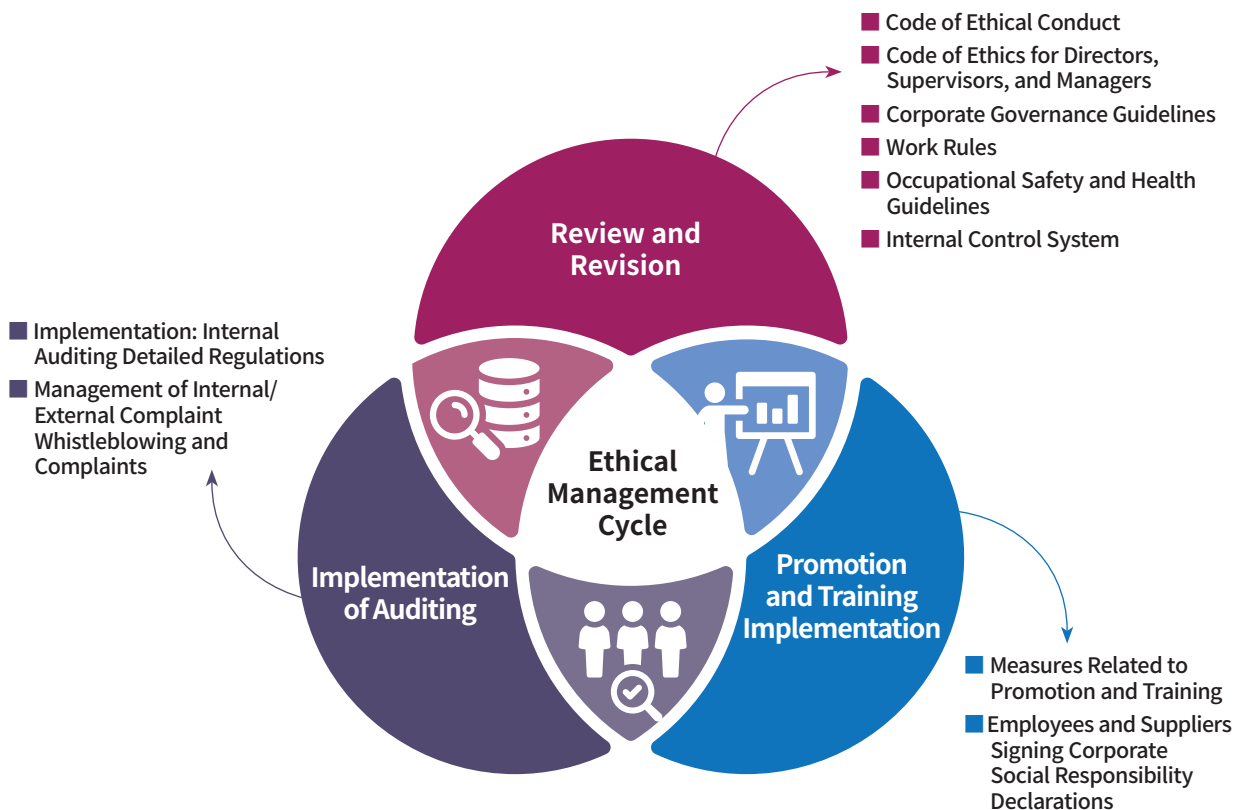 Code of Ethical Conduct
Code of Ethics for Directors,
Supervisors, and Managers
Corporate Governance Guidelines
Work Rules
Occupational Safety and Health
Guidelines
Internal Control System
Review and
Revision
Implementation: Internal
Auditing Detailed Regulations
Management of Internal/
External Complaint
Whistleblowing and
Complaints
Ethical
Management
Cycle
Implementation
of Auditing
Promotion
and Training
Implementation
Measures Related to
Promotion and Training
Employees and Suppliers
Signing Corporate
Social Responsibility
Declarations